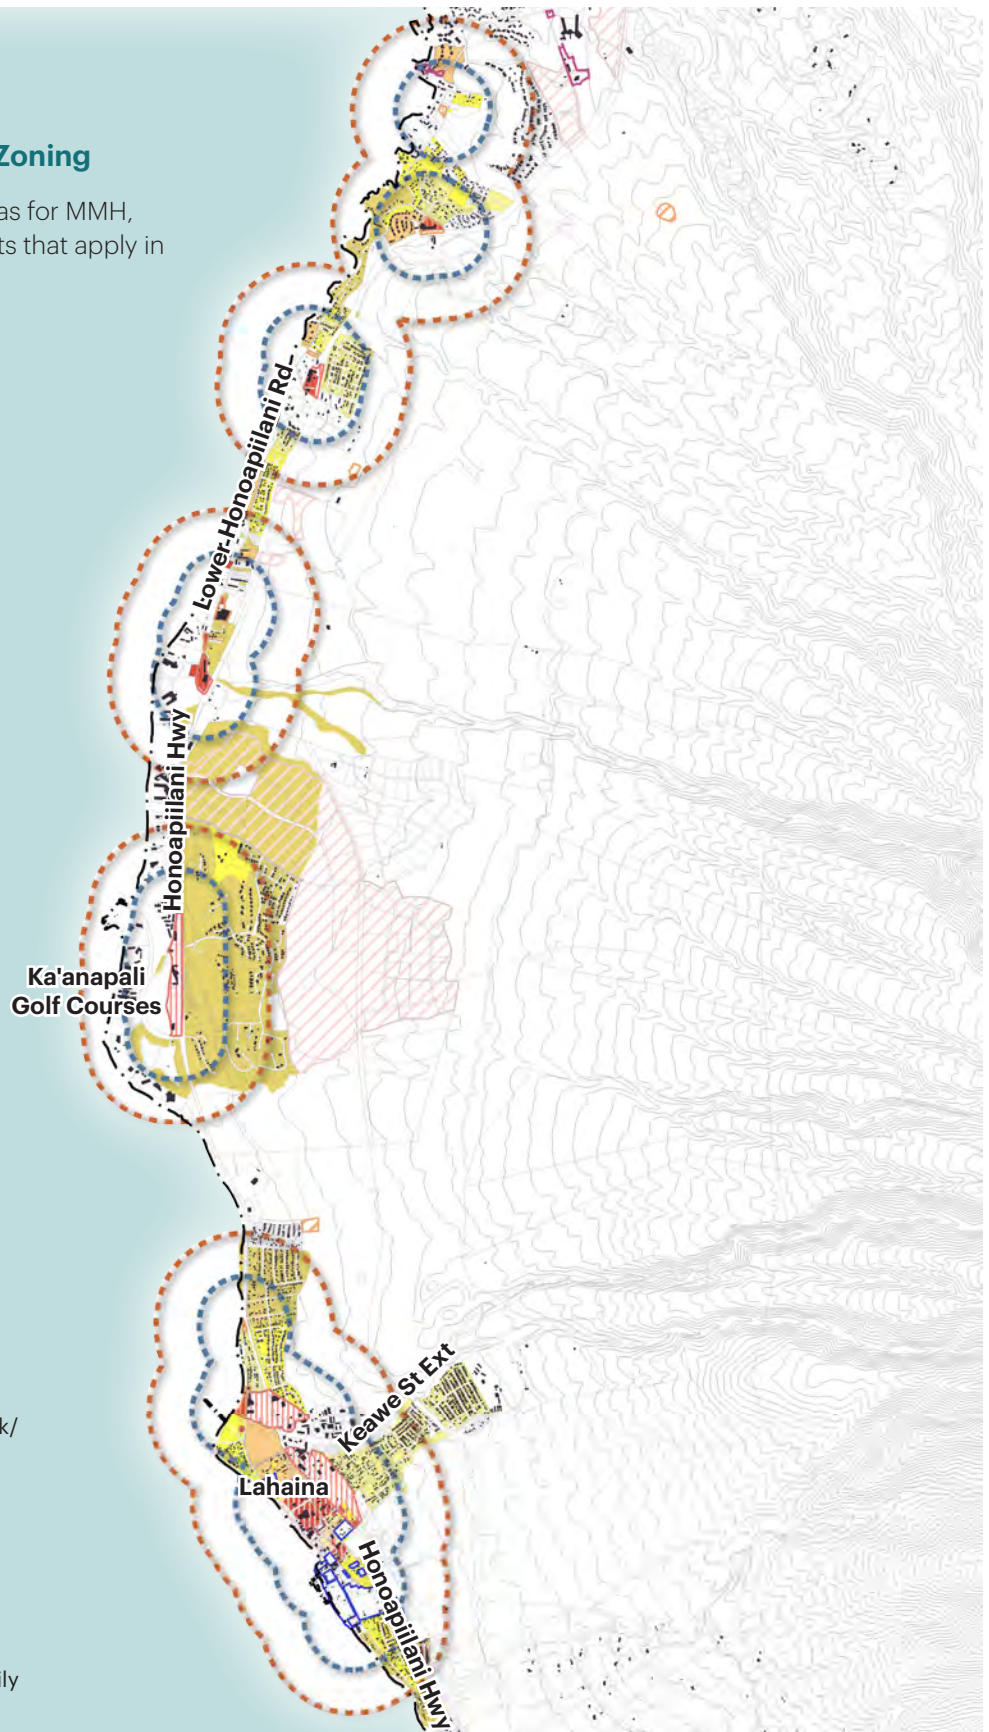 Zoning
as for MMH,
ts that apply in
Lower Honoapiilani Rd
Honoapiilani Hwy
Ka'anapali
Golf Courses
Keawe St Ext
k/
Lahaina
Honoapiilani Hwy
ily